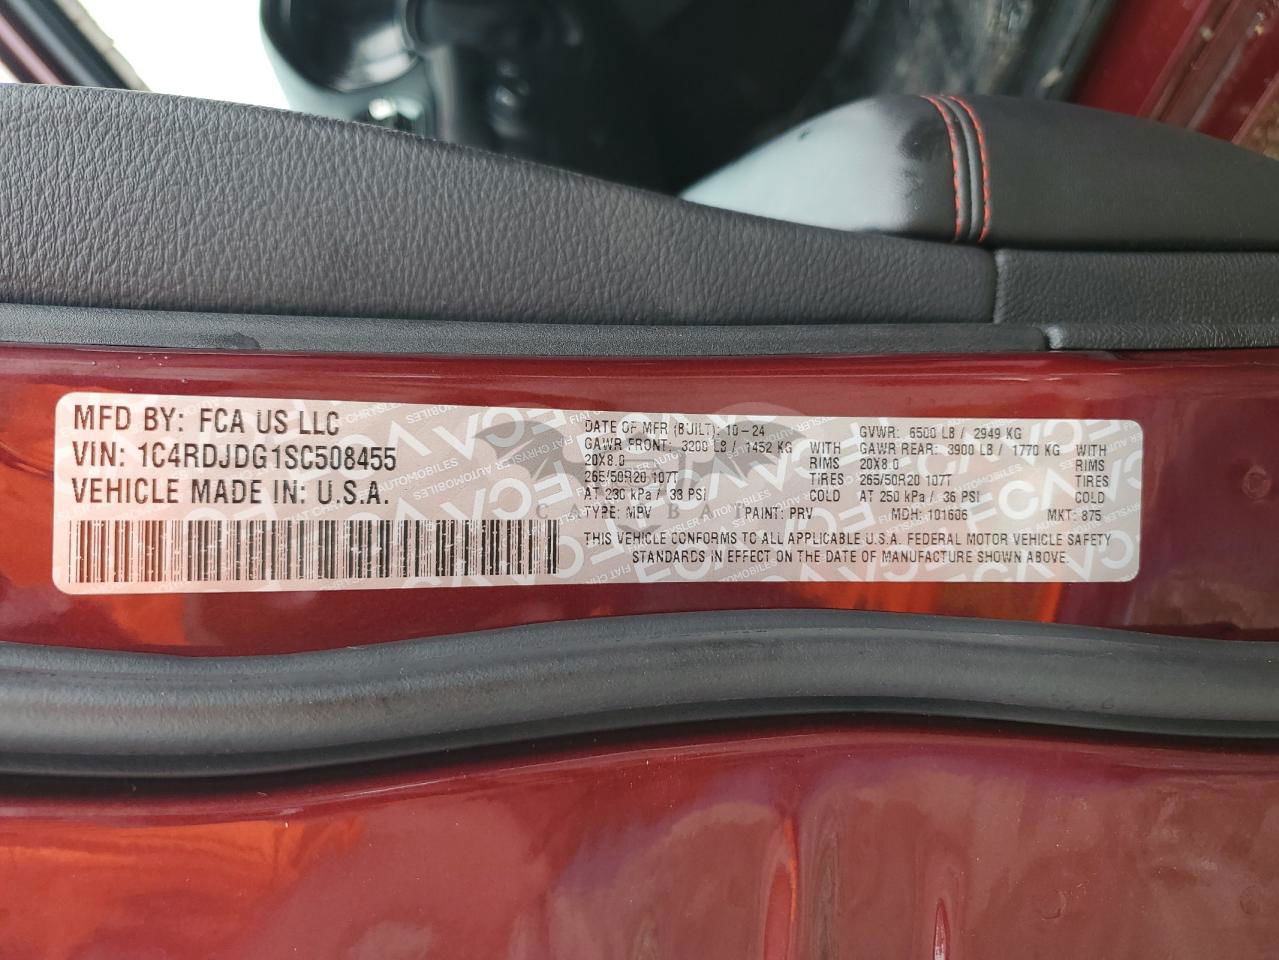 MFD BY: FCA US LLC
VIN: 1C4RDJDG1SC508455
VEHICLE MADE IN: U.S.A.
DATE OF MFR (BUILT): 10-24
GAWR FRONT: 3200 LB / 1452 KG WITH
20X8.0 RIMS
265/50R20 107T TIRES
AT 230 kPa / 33 PSI COLD
TYPE: MPV PAINT: PRV
GVWR: 6500 LB / 2949 KG
GAWR REAR: 3900 LB / 1770 KG WITH
20X8.0 RIMS
265/50R20 107T TIRES
AT 250 kPa / 36 PSI COLD
MDH: 101606 MKT: 875
THIS VEHICLE CONFORMS TO ALL APPLICABLE U.S.A. FEDERAL MOTOR VEHICLE SAFETY
STANDARDS IN EFFECT ON THE DATE OF MANUFACTURE SHOWN ABOVE.